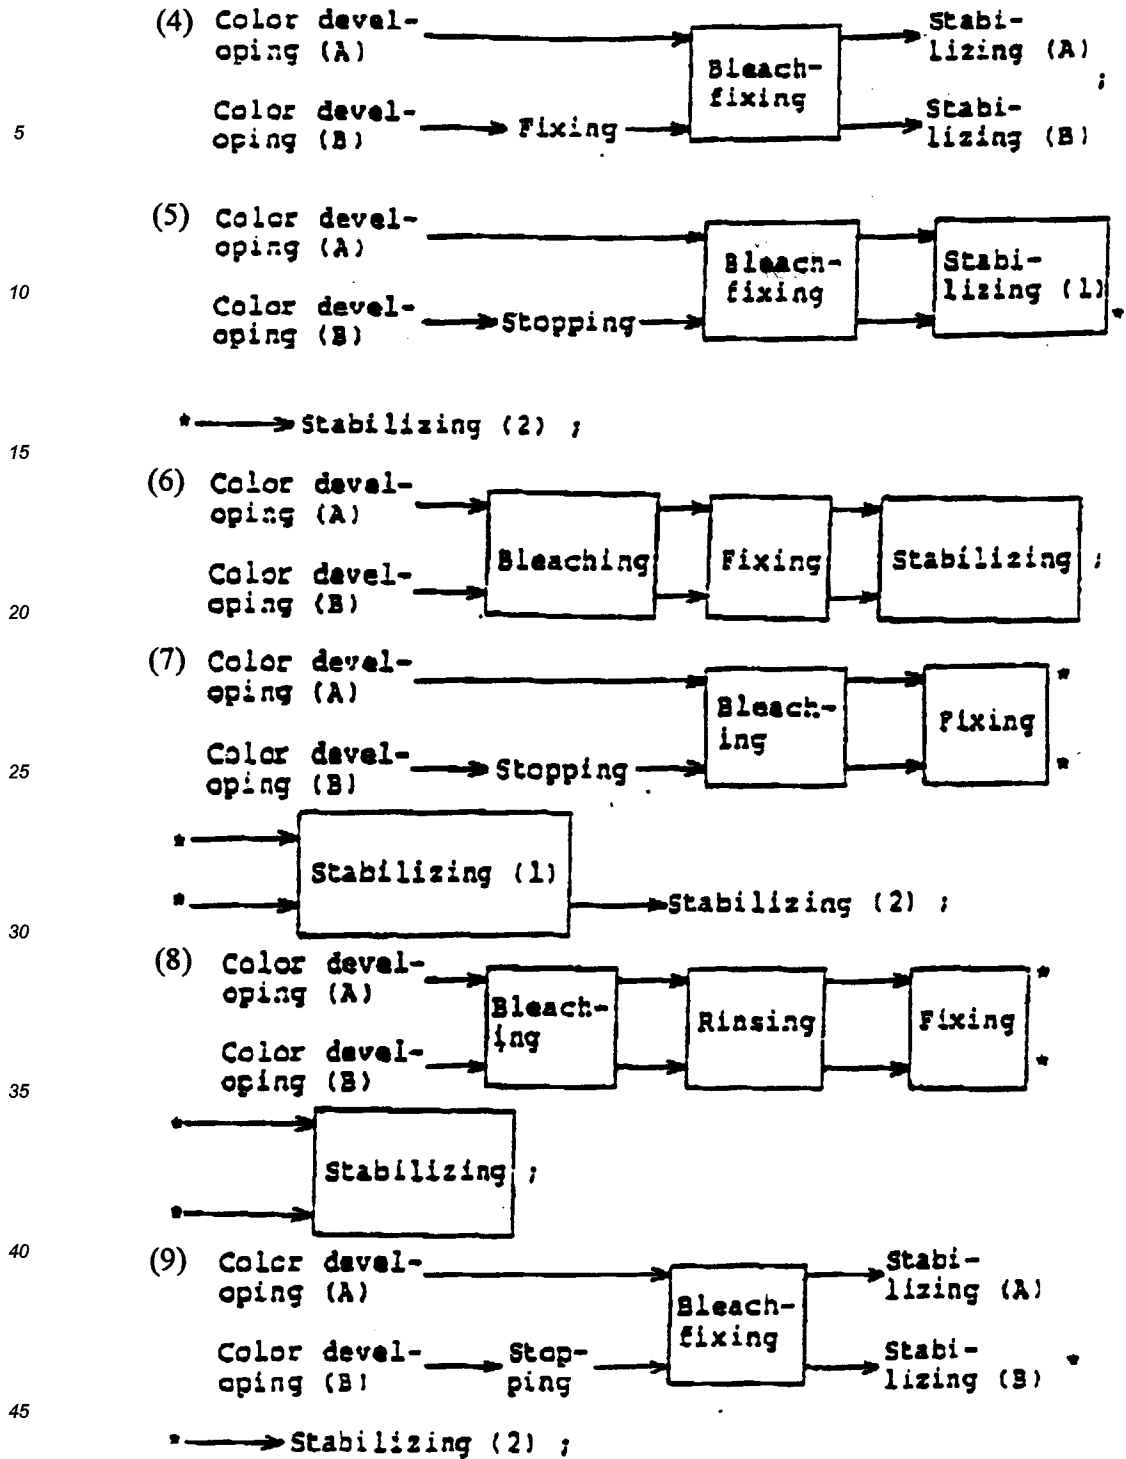 (4) Color devel-
oping (A)
Bleach-
fixing
Stabi-
lizing (A)
;
Color devel-
oping (B)
Fixing
Stabi-
lizing (B)
5
(5) Color devel-
oping (A)
Bleach-
fixing
Stabi-
lizing (1)
*
10
Color devel-
oping (B)
Stopping
* Stabilizing (2) ;
15
(6) Color devel-
oping (A)
Bleaching
Fixing
Stabilizing ;
Color devel-
oping (B)
20
(7) Color devel-
oping (A)
Bleach-
ing
Fixing
*
*
Color devel-
oping (B)
Stopping
25
*
*
Stabilizing (1)
Stabilizing (2) ;
30
(8) Color devel-
oping (A)
Bleach-
ing
Rinsing
Fixing
*
*
Color devel-
oping (B)
35
*
*
Stabilizing ;
40
(9) Color devel-
oping (A)
Bleach-
fixing
Stabi-
lizing (A)
Color devel-
oping (B)
Stop-
ping
Stabi-
lizing (B) *
45
* Stabilizing (2) ;